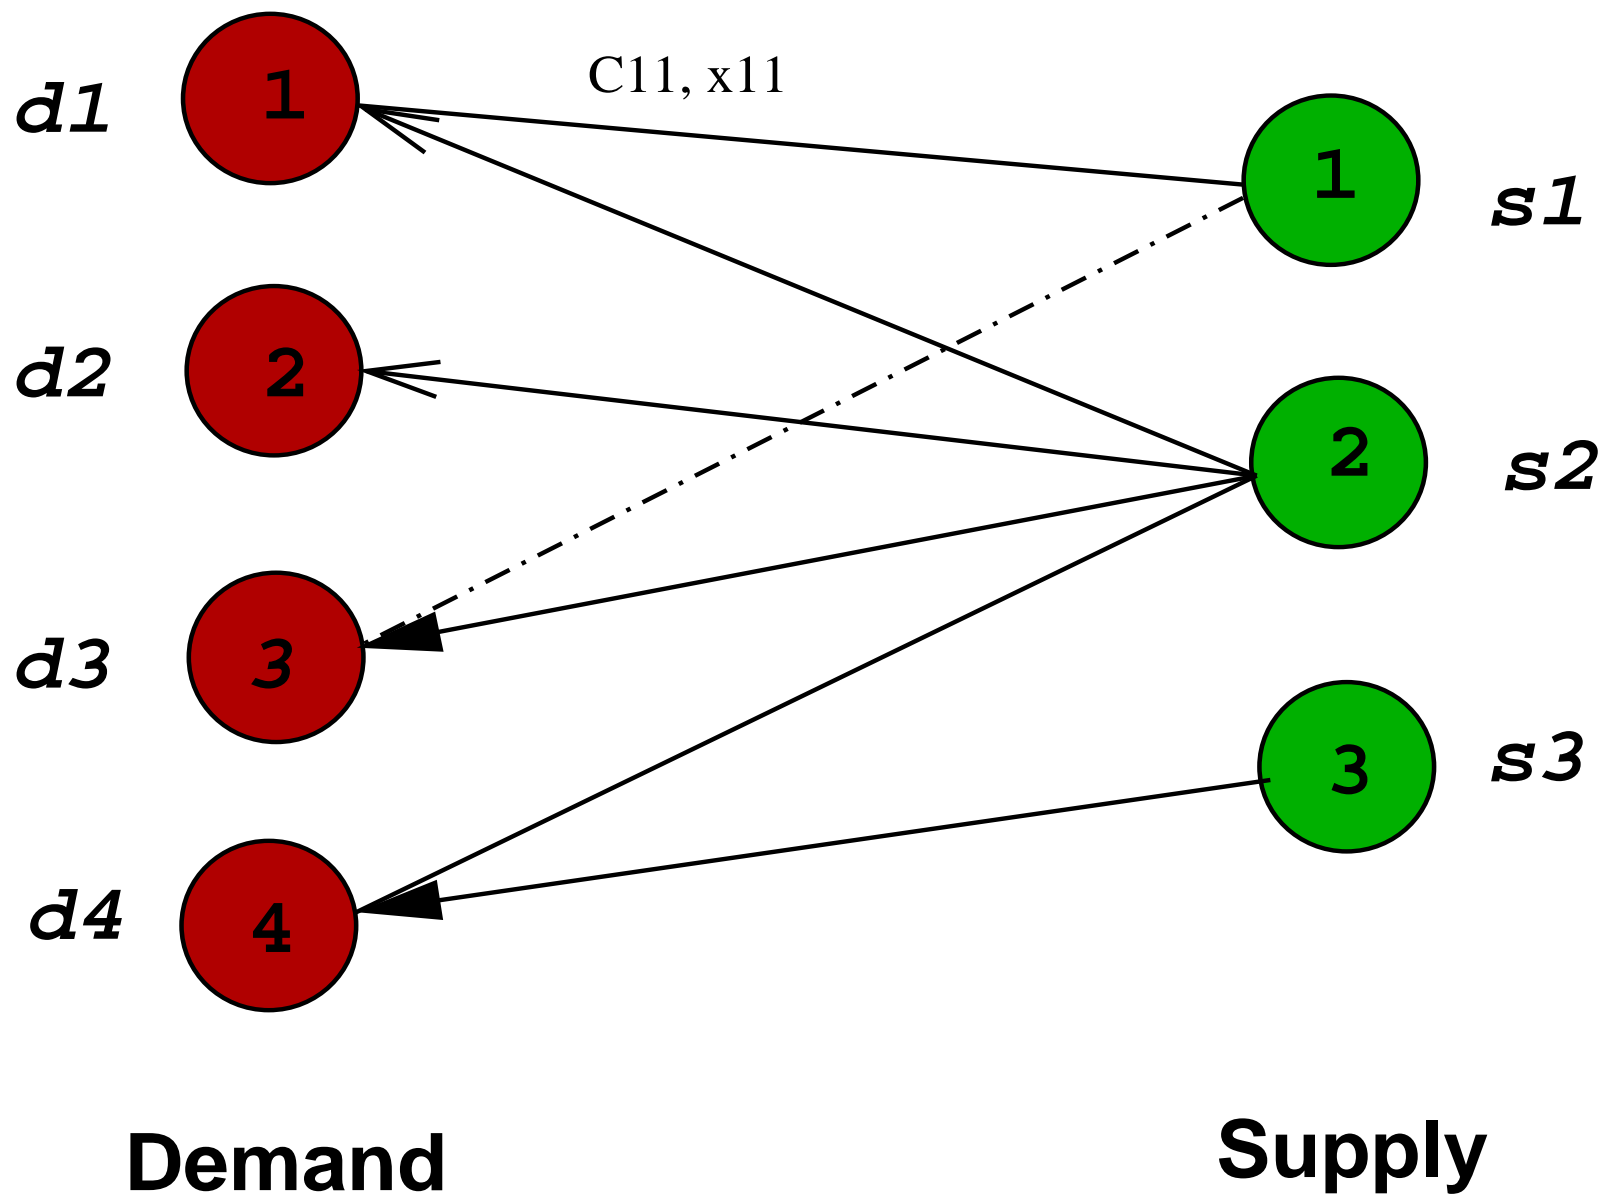 C11, x11
d1 1 1 s1
d2 2 2 s2
d3 3 3 s3
d4 4
Demand Supply